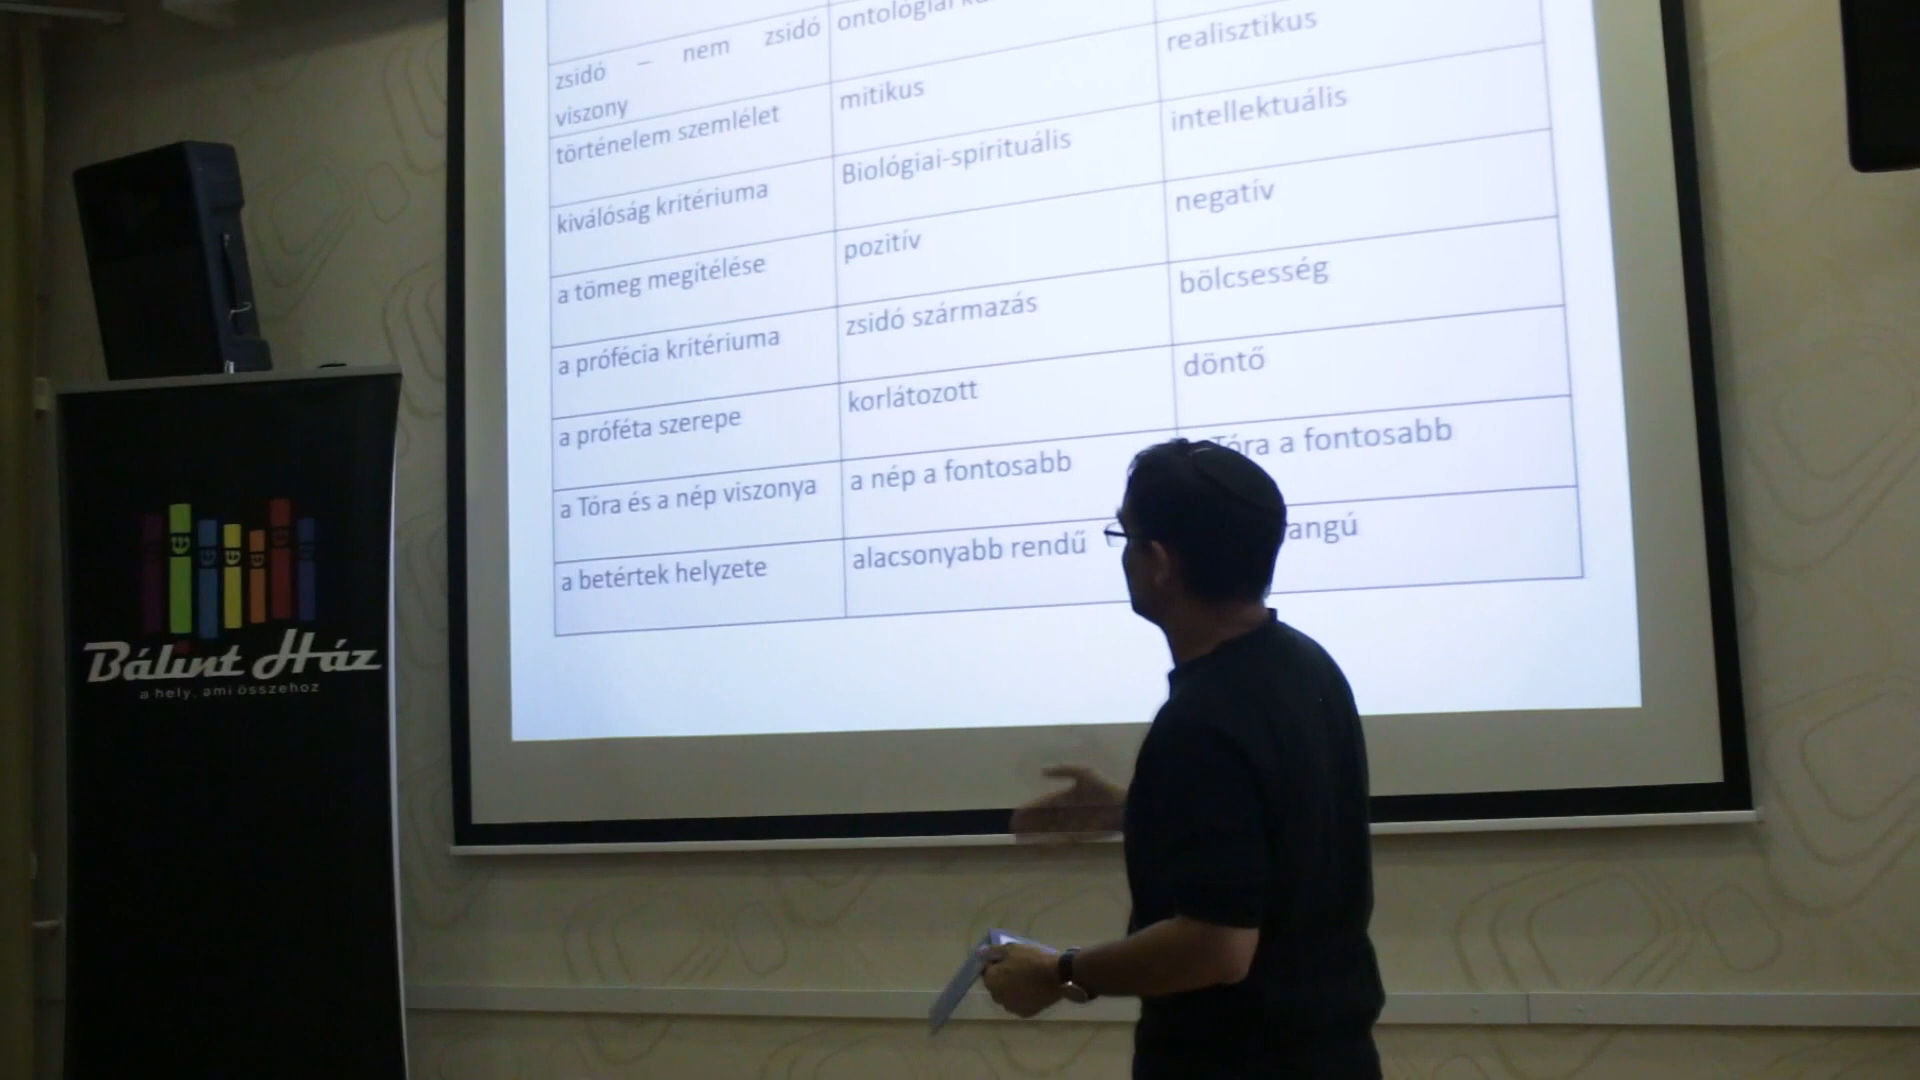 ontológiai
zsidó – nem zsidó
viszony
realisztikus
történelem szemlélet
mitikus
intellektuális
kiválóság kritériuma
Biológiai-spirituális
negatív
a tömeg megítélése
pozitív
bölcsesség
a prófécia kritériuma
zsidó származás
döntő
a próféta szerepe
korlátozott
a Tóra és a nép viszonya
a nép a fontosabb
Tóra a fontosabb
a betértek helyzete
alacsonyabb rendű
Bálint Ház
a hely, ami összehoz